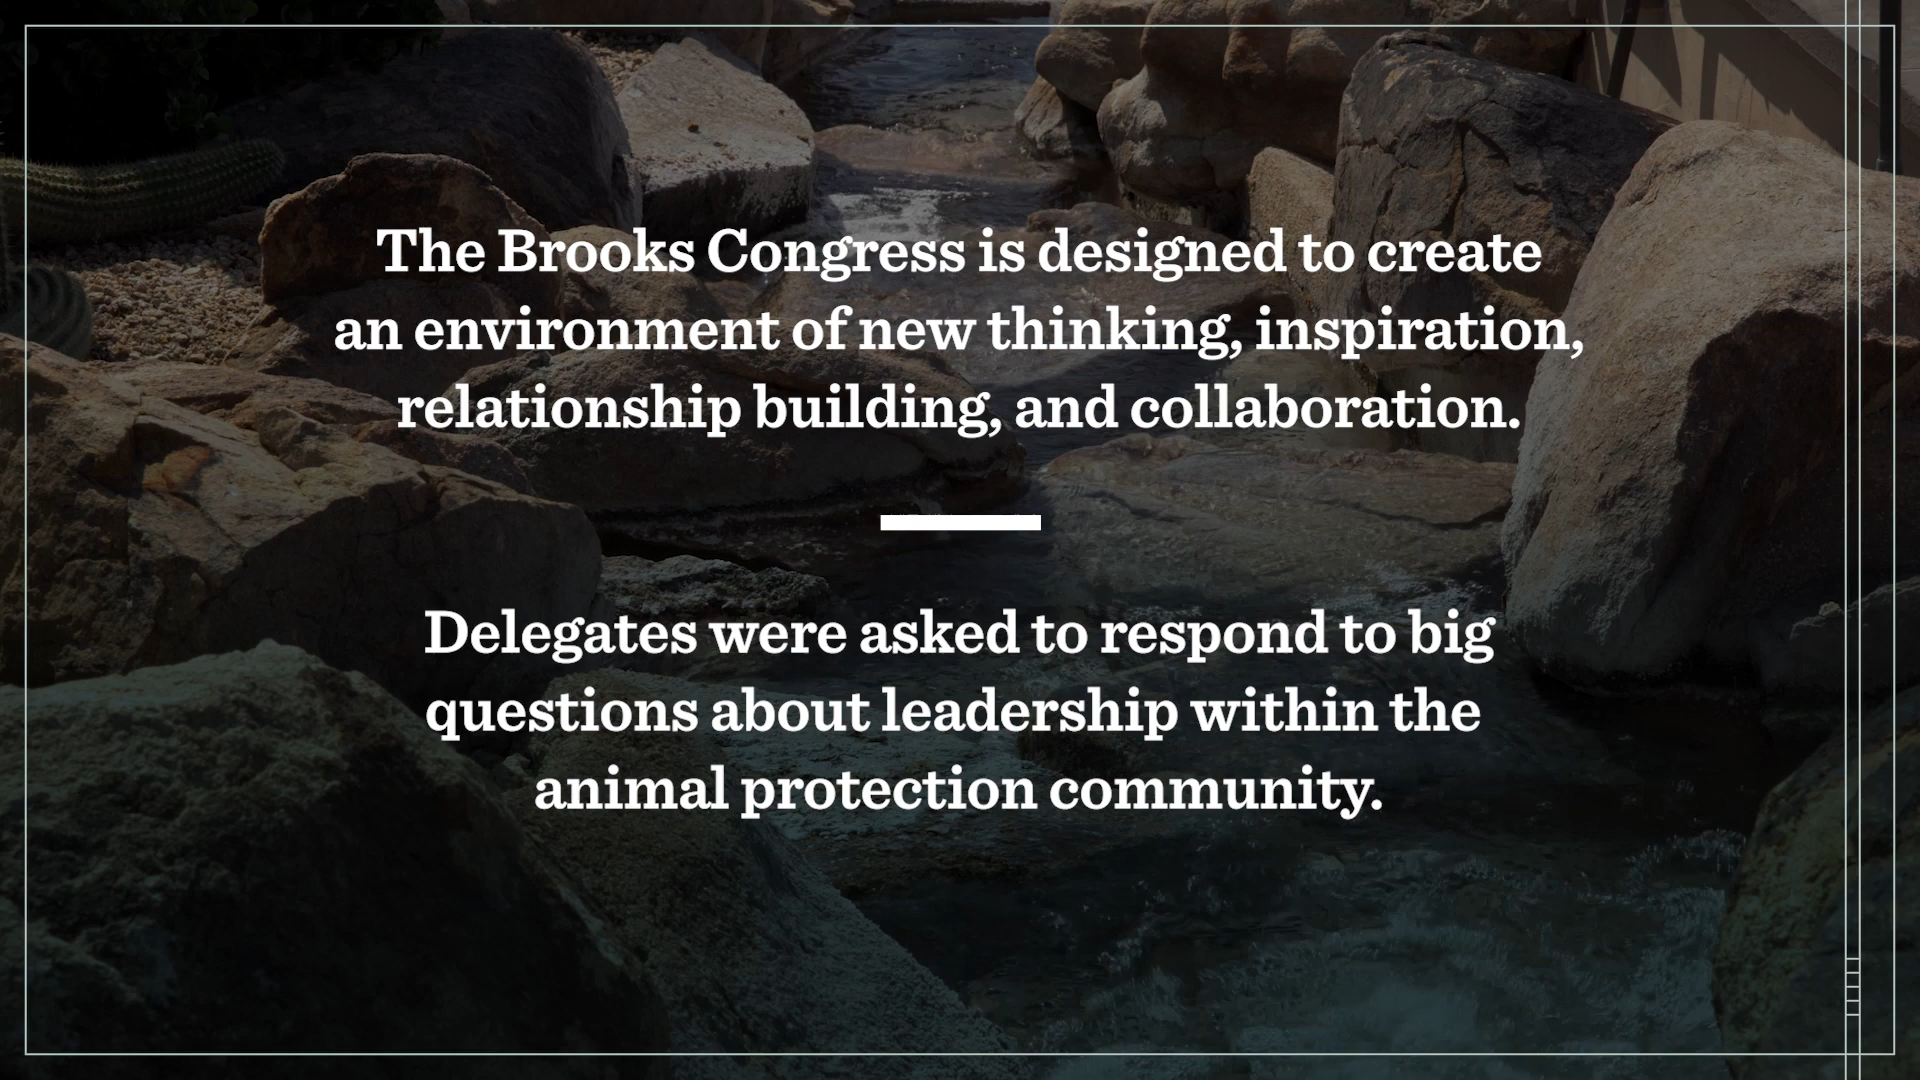 The Brooks Congress is designed to create
an environment of new thinking, inspiration,
relationship building, and collaboration.
Delegates were asked to respond to big
questions about leadership within the
animal protection community.